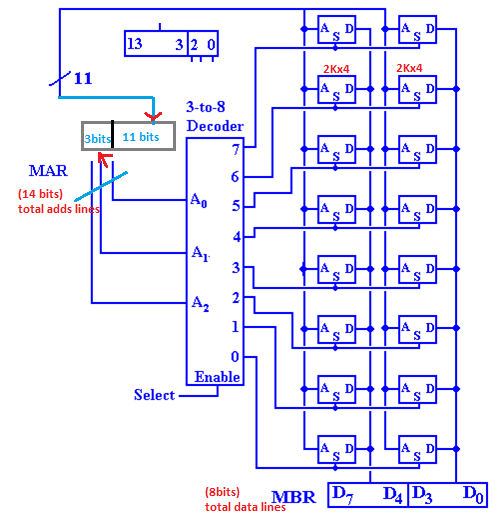 13 3 2 0
11
3-to-8
Decoder
3bits 11 bits
MAR
(14 bits)
total adds lines
A0
A1
A2
7
6
5
4
3
2
1
0
Enable
Select
A S D A S D
2Kx4 2Kx4
A S D A S D
A S D A S D
A S D A S D
A S D A S D
A S D A S D
A S D A S D
A S D A S D
(8bits)
total data lines
MBR D7 D4 D3 D0